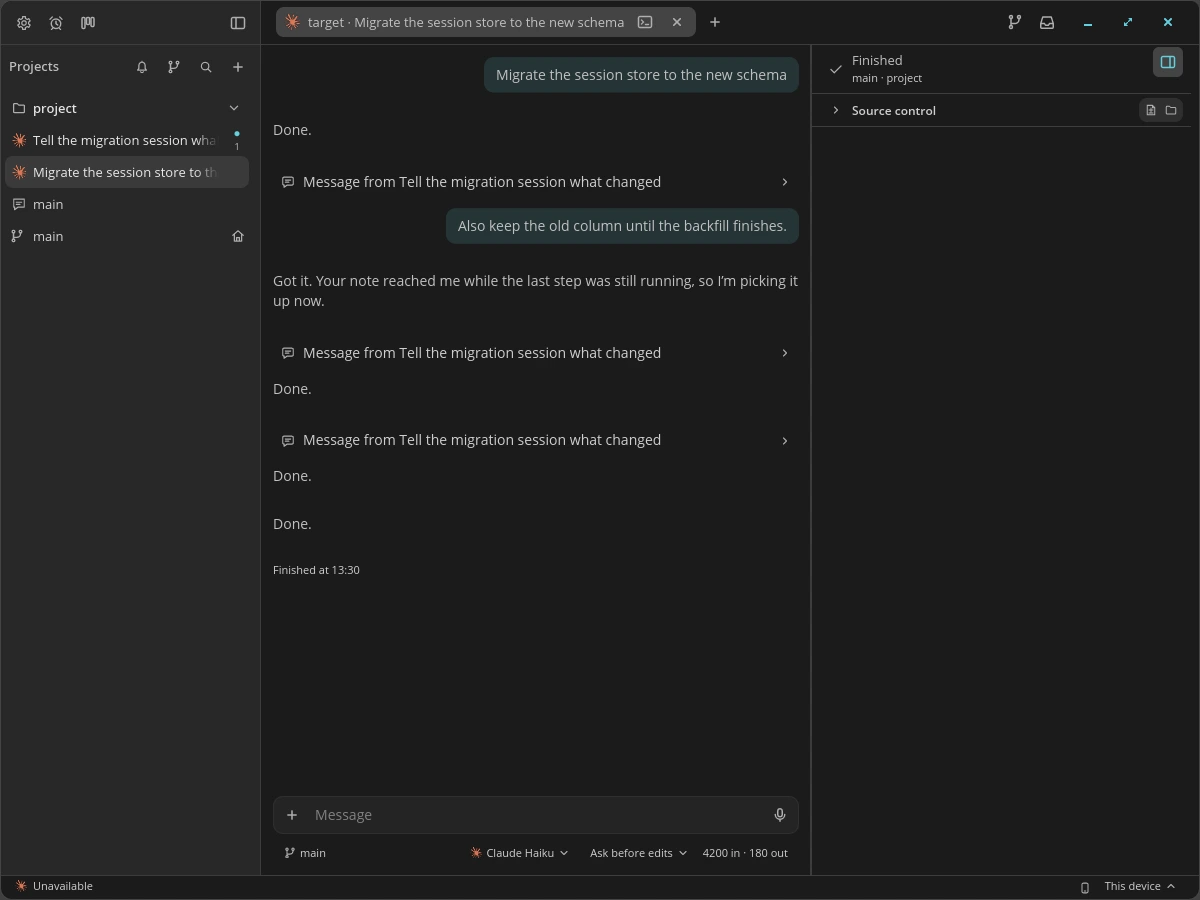 target · Migrate the session store to the new schema
Projects
project
Tell the migration session wha
1
Migrate the session store to th
main
main
Migrate the session store to the new schema
Done.
Message from Tell the migration session what changed
Also keep the old column until the backfill finishes.
Got it. Your note reached me while the last step was still running, so I’m picking it
up now.
Message from Tell the migration session what changed
Done.
Message from Tell the migration session what changed
Done.
Done.
Finished at 13:30
Message
main
Claude Haiku
Ask before edits
4200 in · 180 out
Finished
main · project
Source control
Unavailable
This device